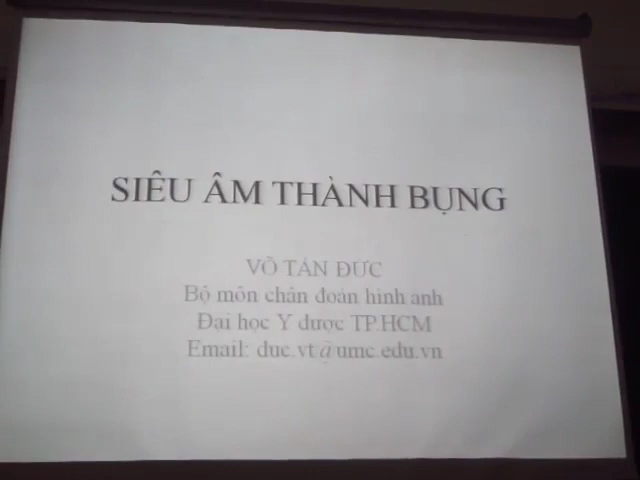 SIÊU ÂM THÀNH BỤNG
VÕ TẤN ĐỨC
Bộ môn chẩn đoán hình ảnh
Đại học Y dược TP.HCM
Email: duc.vt@umc.edu.vn